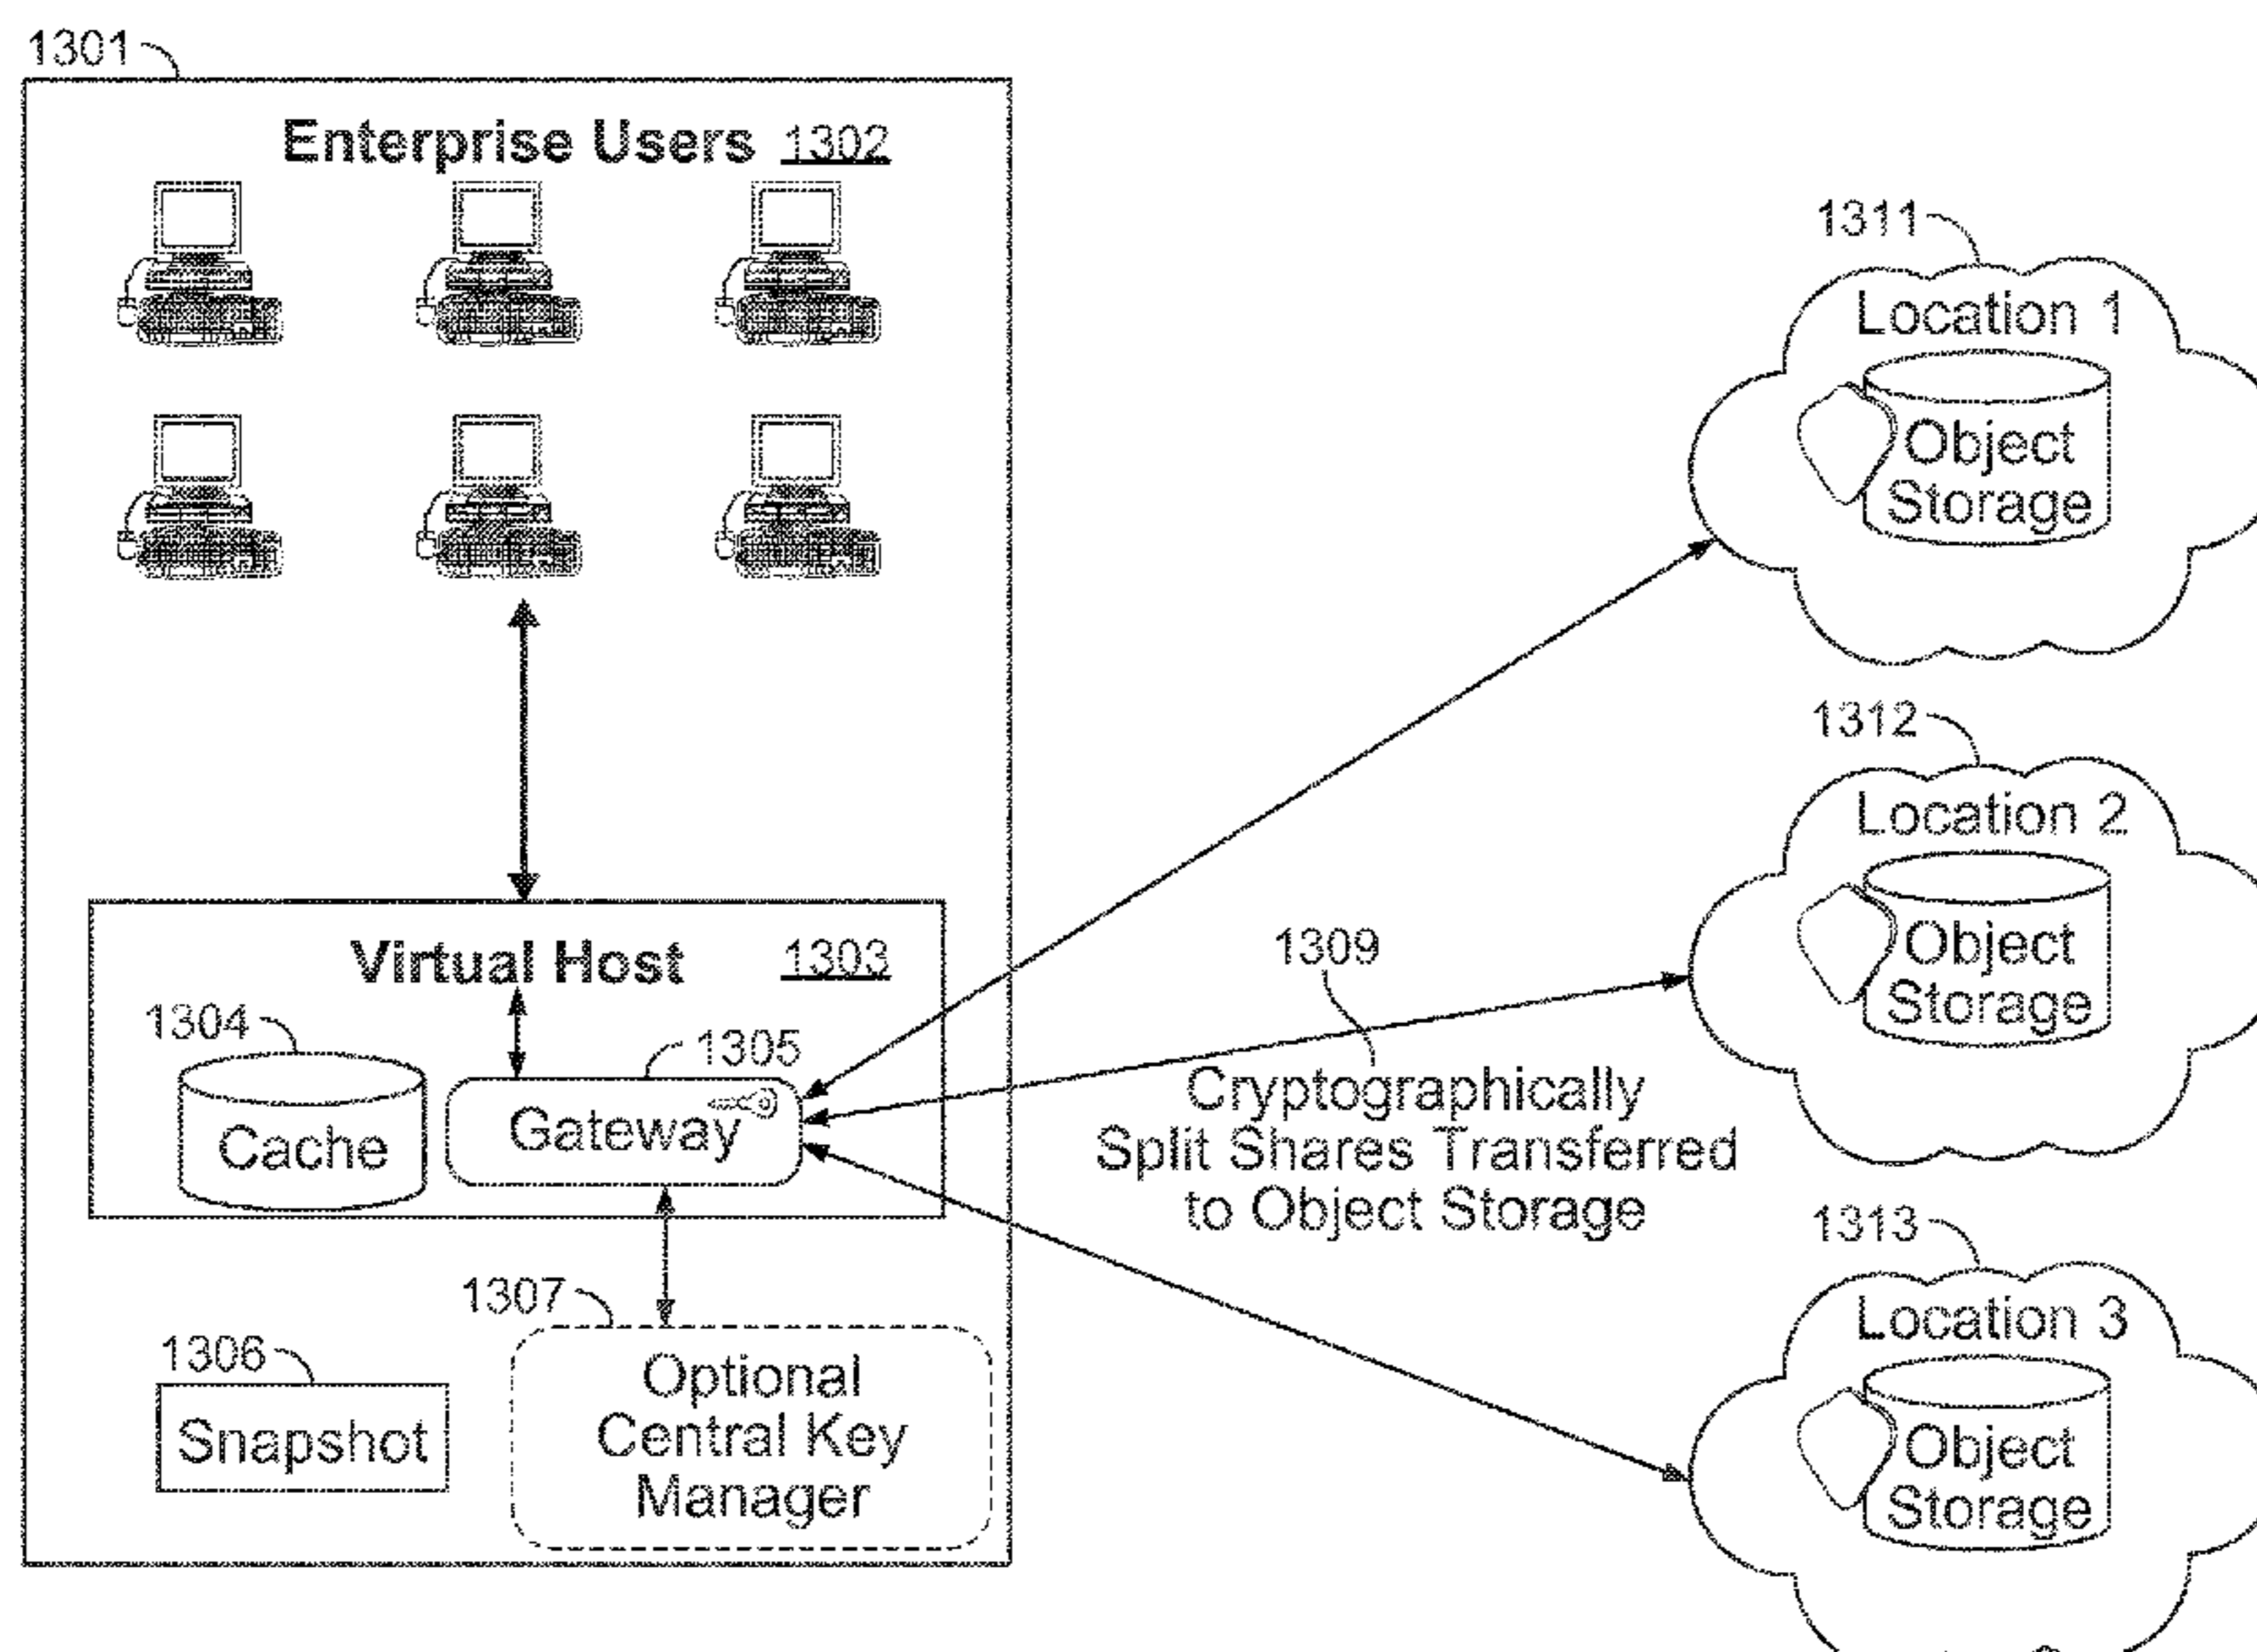 1301
Enterprise Users 1302
Virtual Host 1303
1304
Cache
1305
Gateway
1306
Snapshot
1307
Optional
Central Key
Manager
1309
Cryptographically
Split Shares Transferred
to Object Storage
1311
Location 1
Object
Storage
1312
Location 2
Object
Storage
1313
Location 3
Object
Storage